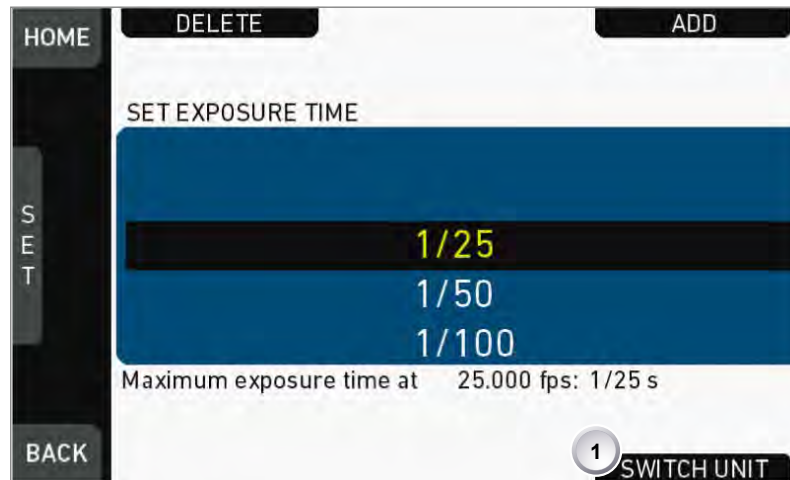 HOME
DELETE
ADD
SET EXPOSURE TIME
SET
1/25
1/50
1/100
Maximum exposure time at 25.000 fps: 1/25 s
BACK
1
SWITCH UNIT